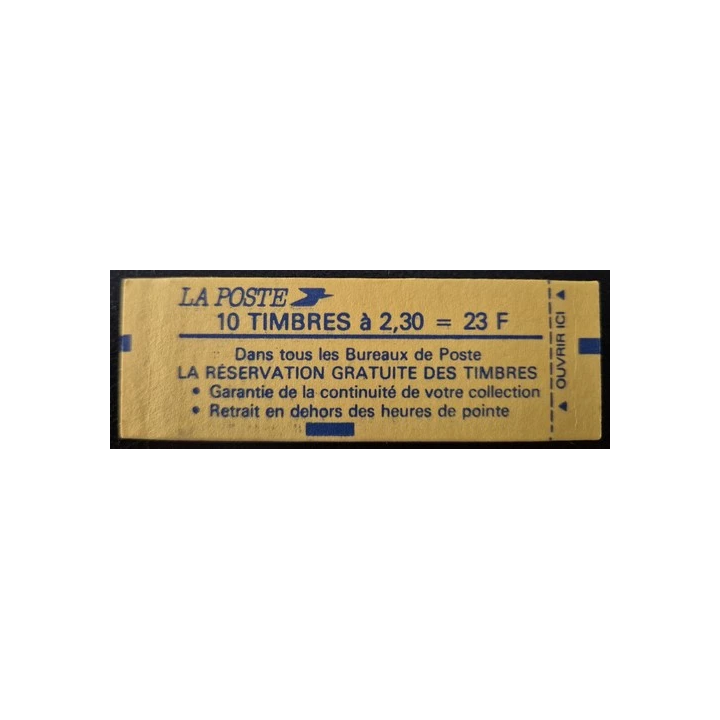 LA POSTE
10 TIMBRES à 2,30 = 23 F
Dans tous les Bureaux de Poste
LA RÉSERVATION GRATUITE DES TIMBRES
• Garantie de la continuité de votre collection
• Retrait en dehors des heures de pointe
▲ OUVRIR ICI ▲